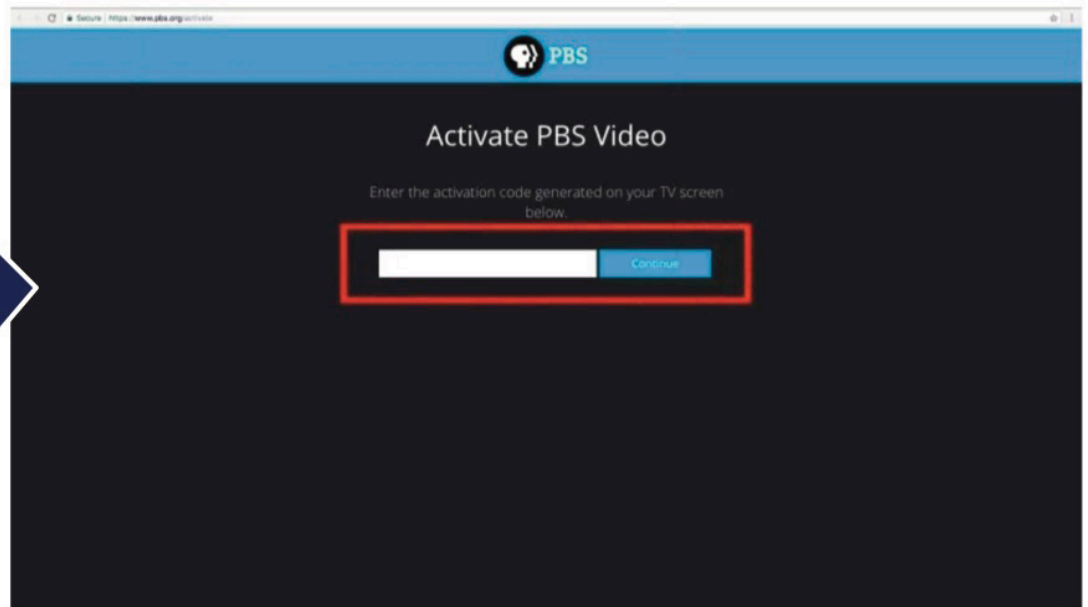 Secure | https://www.pbs.org/activate
PBS
Activate PBS Video
Enter the activation code generated on your TV screen
below.
Continue